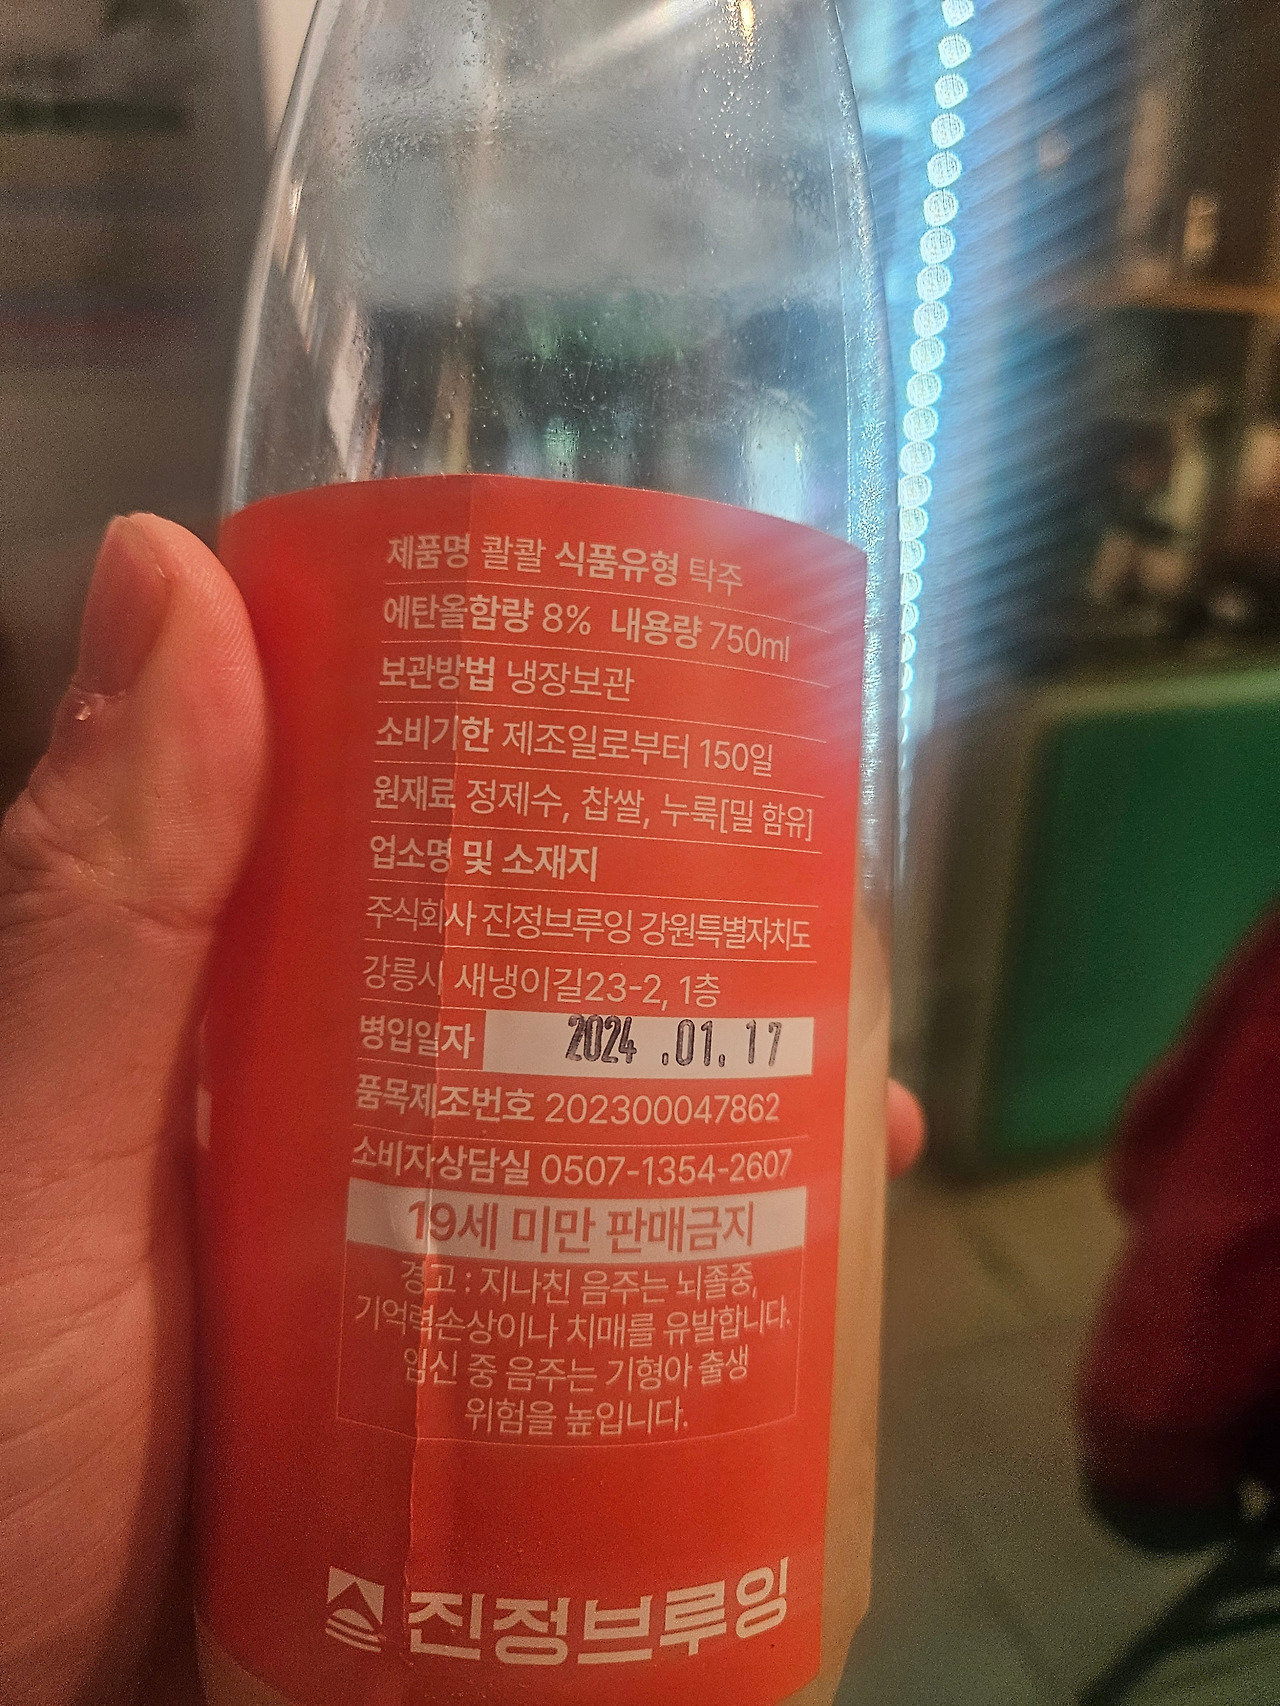 제품명 콸콸 식품유형 탁주
에탄올함량 8% 내용량 750ml
보관방법 냉장보관
소비기한 제조일로부터 150일
원재료 정제수, 찹쌀, 누룩[밀 함유]
업소명 및 소재지
주식회사 진정브루잉 강원특별자치도
강릉시 새냉이길23-2, 1층
병입일자 2024 .01. 17
품목제조번호 202300047862
소비자상담실 0507-1354-2607
19세 미만 판매금지
경고 : 지나친 음주는 뇌졸중,
기억력손상이나 치매를 유발합니다.
임신 중 음주는 기형아 출생
위험을 높입니다.
진정브루잉